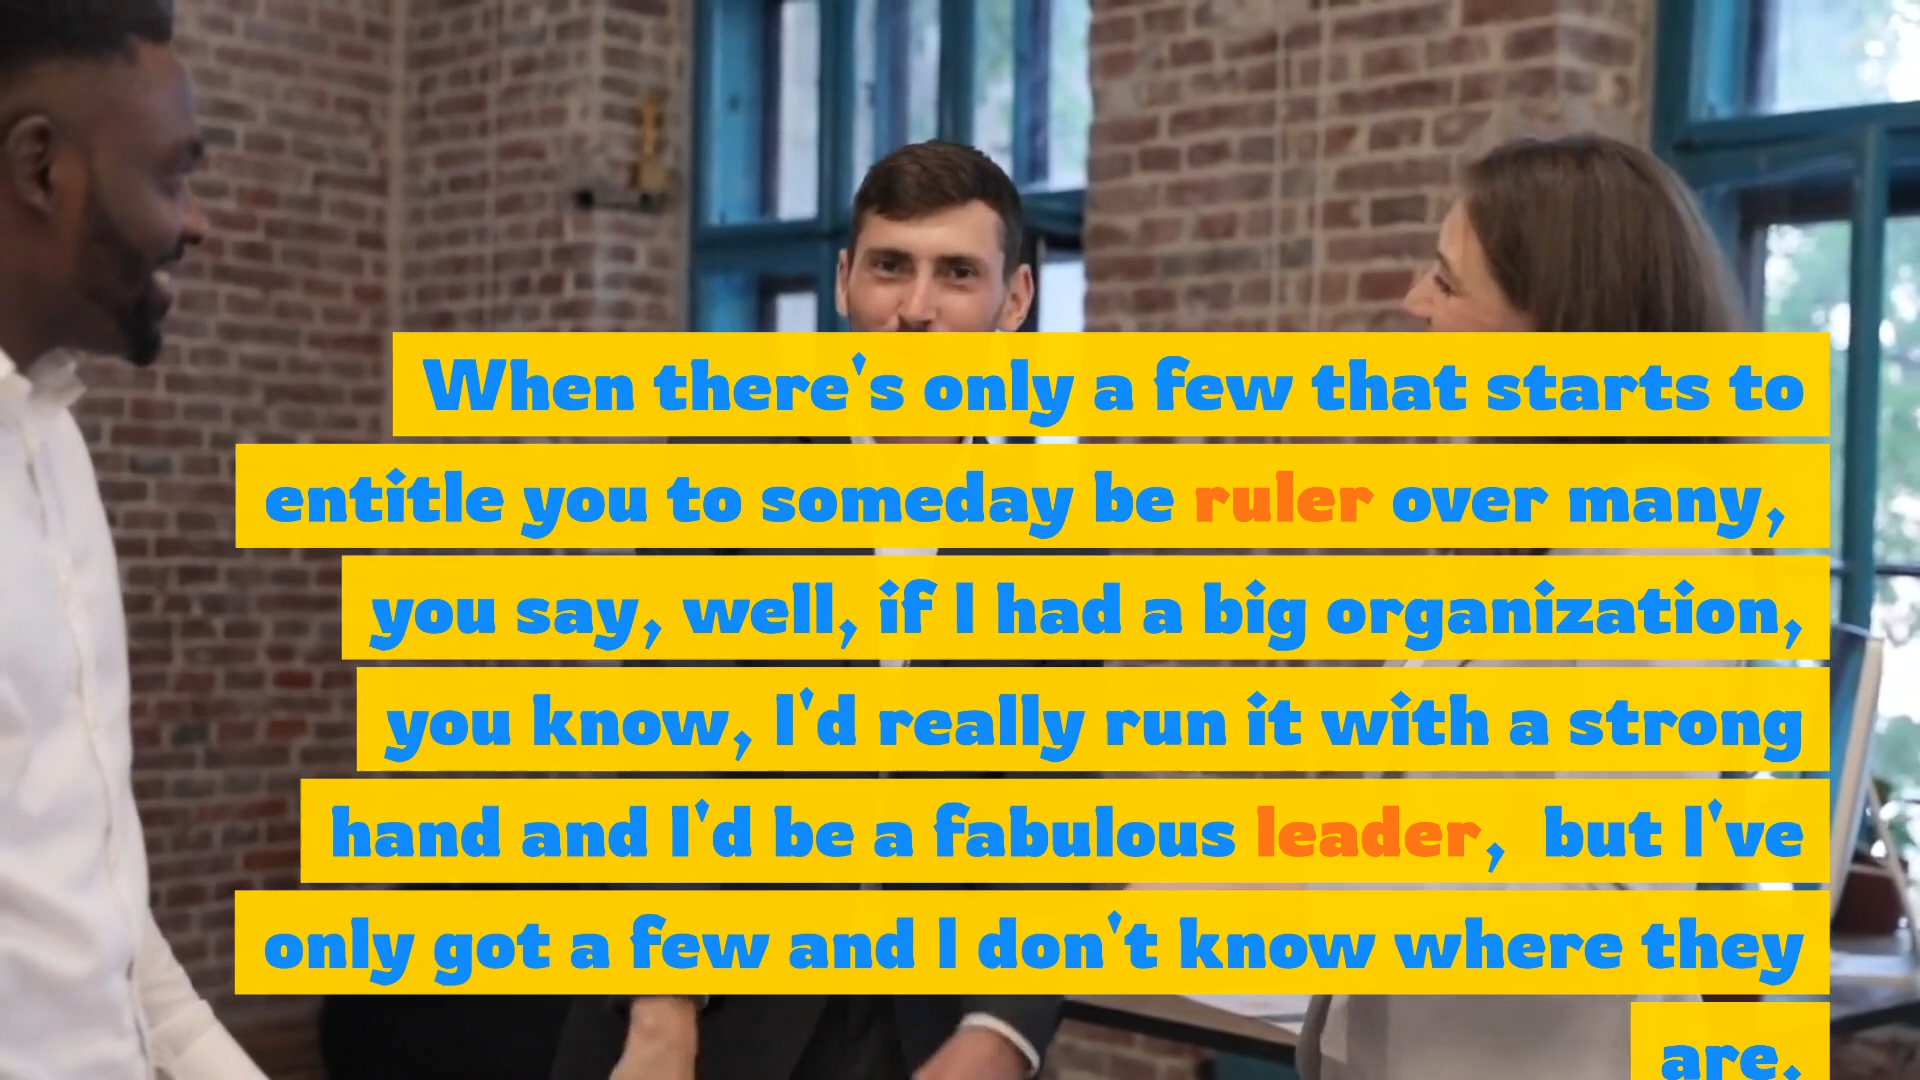 When there's only a few that starts to
entitle you to someday be ruler over many,
you say, well, if I had a big organization,
you know, I'd really run it with a strong
hand and I'd be a fabulous leader, but I've
only got a few and I don't know where they
are.